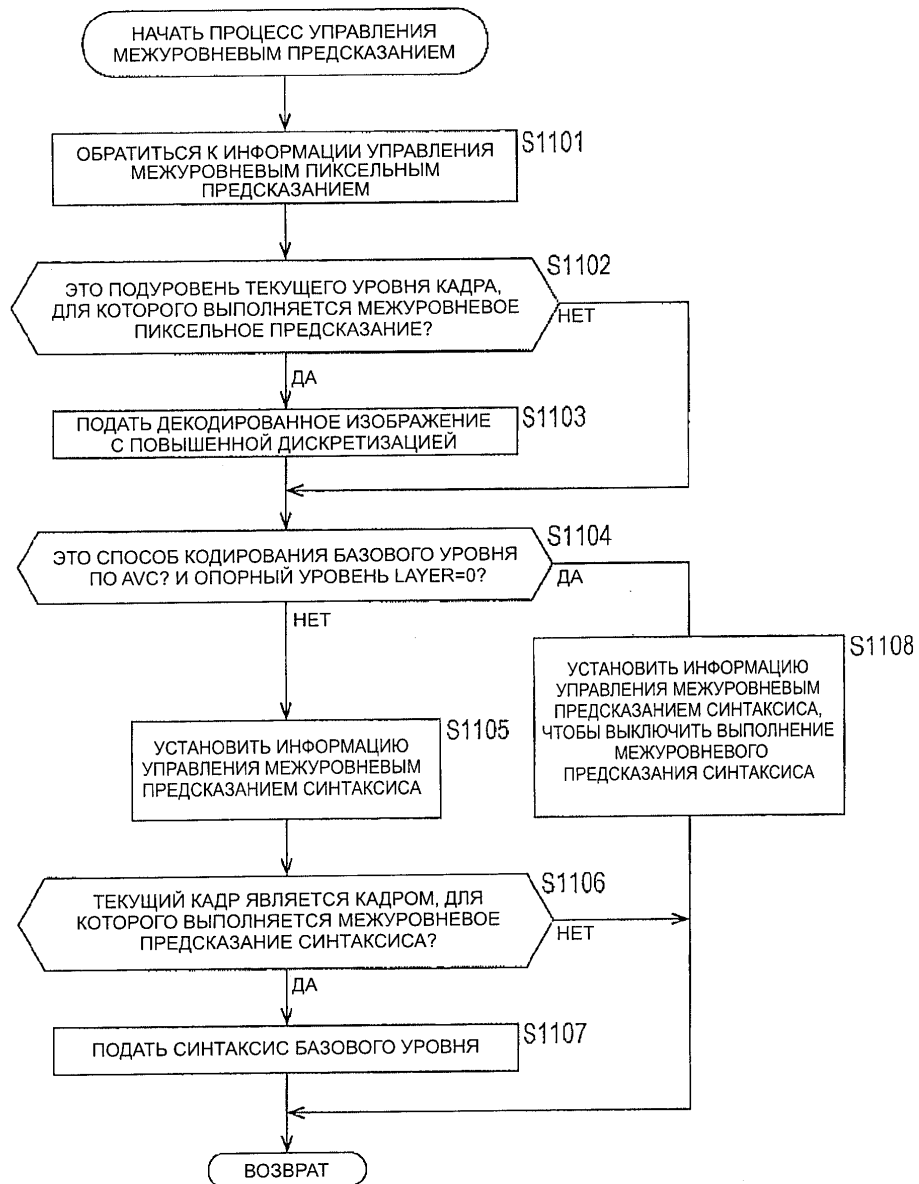 НАЧАТЬ ПРОЦЕСС УПРАВЛЕНИЯ
МЕЖУРОВНЕВЫМ ПРЕДСКАЗАНИЕМ
S1101
ОБРАТИТЬСЯ К ИНФОРМАЦИИ УПРАВЛЕНИЯ
МЕЖУРОВНЕВЫМ ПИКСЕЛЬНЫМ
ПРЕДСКАЗАНИЕМ
S1102
ЭТО ПОДУРОВЕНЬ ТЕКУЩЕГО УРОВНЯ КАДРА,
ДЛЯ КОТОРОГО ВЫПОЛНЯЕТСЯ МЕЖУРОВНЕВОЕ
ПИКСЕЛЬНОЕ ПРЕДСКАЗАНИЕ?
НЕТ
ДА
S1103
ПОДАТЬ ДЕКОДИРОВАННОЕ ИЗОБРАЖЕНИЕ
С ПОВЫШЕННОЙ ДИСКРЕТИЗАЦИЕЙ
S1104
ЭТО СПОСОБ КОДИРОВАНИЯ БАЗОВОГО УРОВНЯ
ПО AVC? И ОПОРНЫЙ УРОВЕНЬ LAYER=0?
ДА
НЕТ
S1108
УСТАНОВИТЬ ИНФОРМАЦИЮ
УПРАВЛЕНИЯ МЕЖУРОВНЕВЫМ
ПРЕДСКАЗАНИЕМ СИНТАКСИСА,
ЧТОБЫ ВЫКЛЮЧИТЬ ВЫПОЛНЕНИЕ
МЕЖУРОВНЕВОГО
ПРЕДСКАЗАНИЯ СИНТАКСИСА
S1105
УСТАНОВИТЬ ИНФОРМАЦИЮ
УПРАВЛЕНИЯ МЕЖУРОВНЕВЫМ
ПРЕДСКАЗАНИЕМ СИНТАКСИСА
S1106
ТЕКУЩИЙ КАДР ЯВЛЯЕТСЯ КАДРОМ, ДЛЯ
КОТОРОГО ВЫПОЛНЯЕТСЯ МЕЖУРОВНЕВОЕ
ПРЕДСКАЗАНИЕ СИНТАКСИСА?
НЕТ
ДА
S1107
ПОДАТЬ СИНТАКСИС БАЗОВОГО УРОВНЯ
ВОЗВРАТ